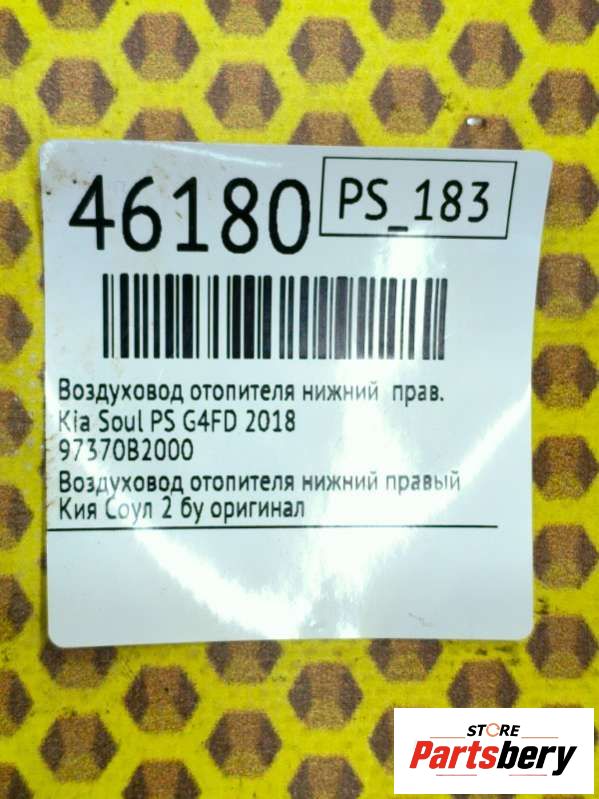 46180
PS_183
Воздуховод отопителя нижний прав.
Kia Soul PS G4FD 2018
97370B2000
Воздуховод отопителя нижний правый
Кия Соул 2 бу оригинал
STORE
Partsbery